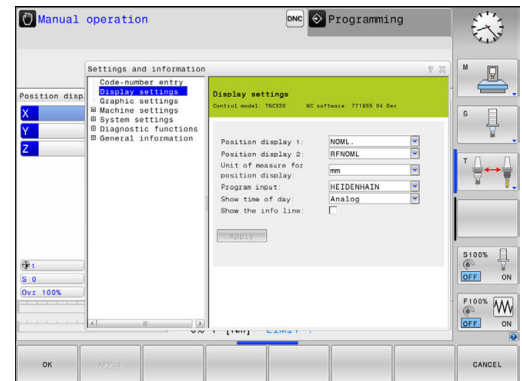 Manual operation
DNC
Programming
Settings and information
Code-number entry
Display settings
Graphic settings
Machine settings
System settings
Diagnostic functions
General information
Position disp
X
Y
Z
1
S 0
Ovr 100%
Display settings
Control model: TNC320 NC software: 771855 04 Dev
Position display 1: NOML.
Position display 2: RFNOML
Unit of measure for position display: mm
Program input: HEIDENHAIN
Show time of day: Analog
Show the info line:
Apply
M
S
T
S100%
OFF ON
F100%
OFF ON
OK
APPLY
CANCEL